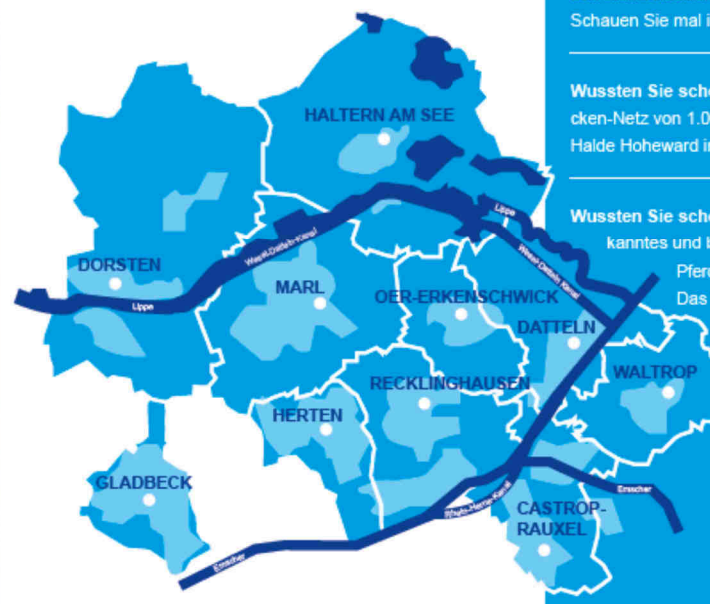 Schauen Sie mal i
Wussten Sie sch
cken-Netz von 1.0
Halde Hoheward i
Wussten Sie sch
kanntes und b
Pferd
Das
HALTERN AM SEE
Lippe
Wesel-Datteln-Kanal
Wesel-Datteln Kanal
DORSTEN
Lippe
MARL
OER-ERKENSCHWICK
DATTELN
WALTROP
RECKLINGHAUSEN
HERTEN
GLADBECK
Rhein-Herne-Kanal
Emscher
CASTROP-
RAUXEL
Emscher